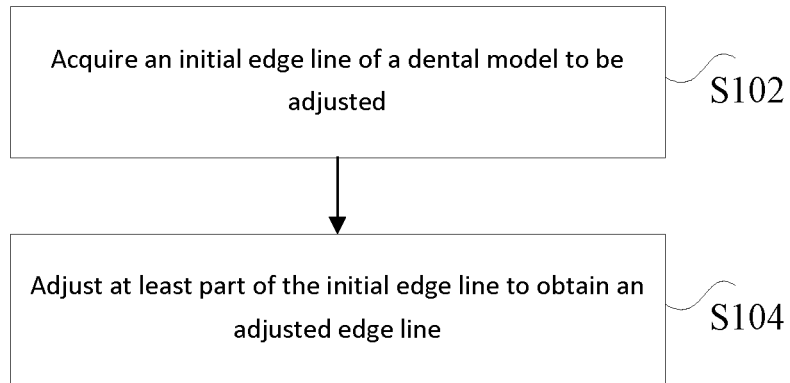 Acquire an initial edge line of a dental model to be
adjusted
S102
Adjust at least part of the initial edge line to obtain an
adjusted edge line
S104